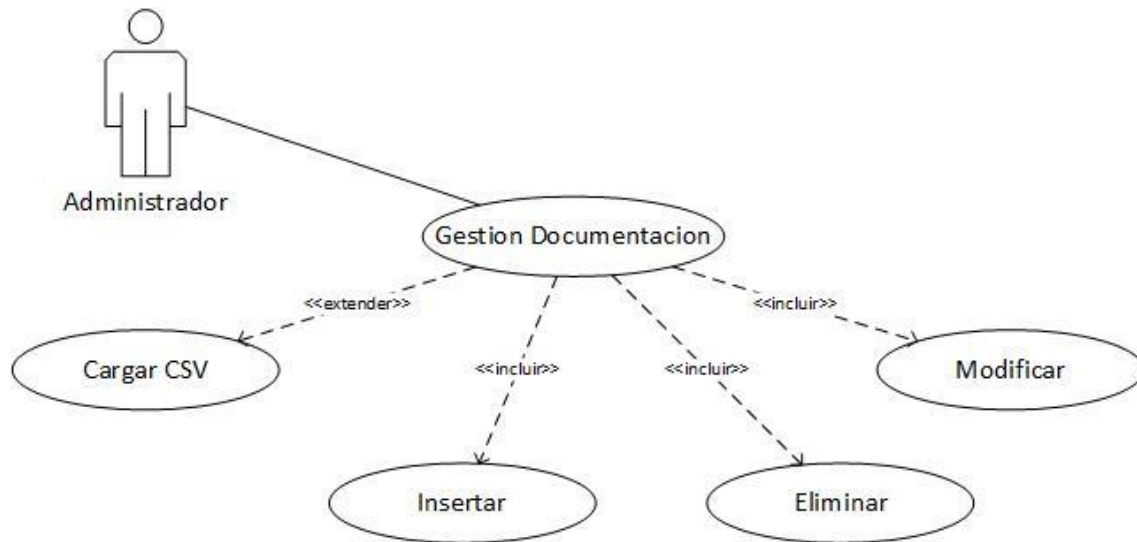 Administrador
Gestion Documentacion
<<extender>>
<<incluir>>
<<incluir>>
<<incluir>>
Cargar CSV
Modificar
Insertar
Eliminar